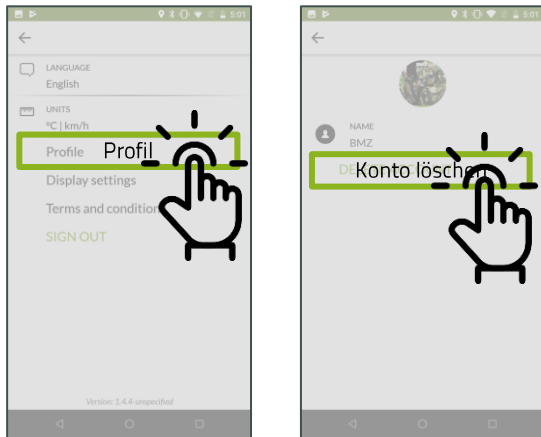 5:01
LANGUAGE
English
UNITS
°C | km/h
Profile Profil
Display settings
Terms and condition
SIGN OUT
Version: 1.4.4-unspecified
5:01
NAME
BMZ
Konto löschen